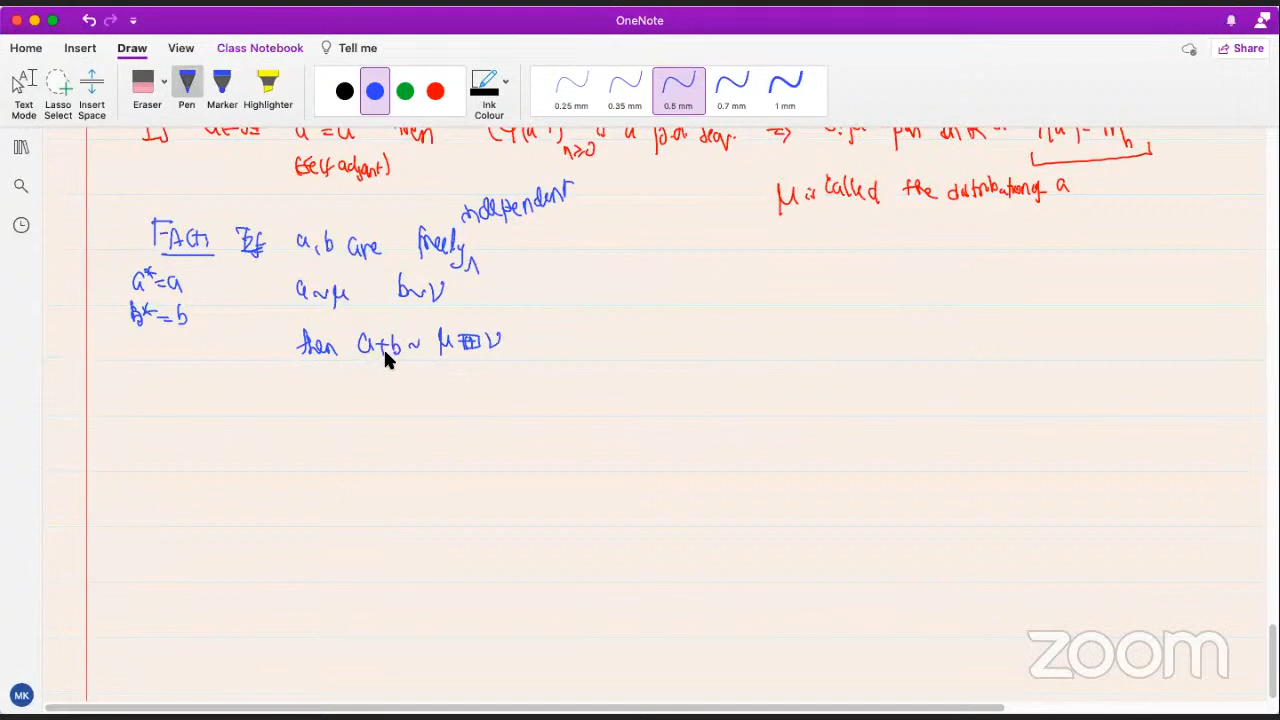 OneNote
Home Insert Draw View Class Notebook Tell me Share
Text Mode Lasso Select Insert Space Eraser Pen Marker Highlighter Ink Colour 0.25 mm 0.35 mm 0.5 mm 0.7 mm 1 mm
a = a then
n≥0
(self adjoint)
μ is called the distribution of a
independent
FACT If a, b are freely ^
a* = a a ~ μ b ~ ν
b* = b
then a+b ~ μ ⊞ ν
zoom
MK